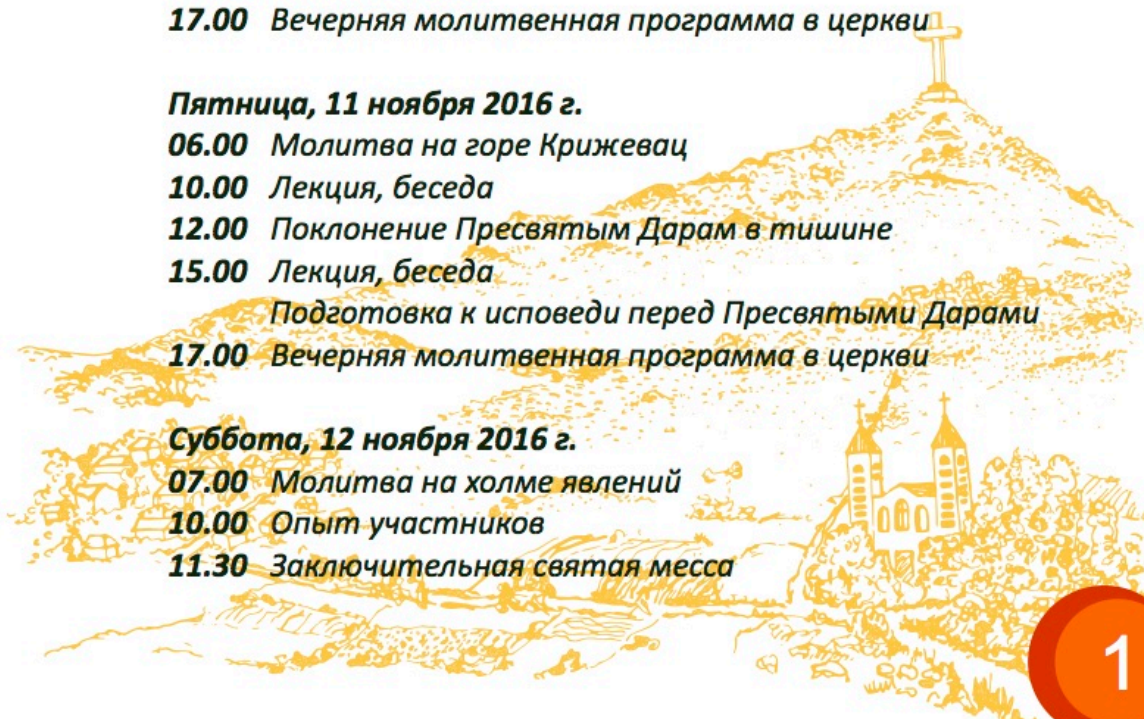 17.00 Вечерняя молитвенная программа в церкви
Пятница, 11 ноября 2016 г.
06.00 Молитва на горе Крижевац
10.00 Лекция, беседа
12.00 Поклонение Пресвятым Дарам в тишине
15.00 Лекция, беседа
Подготовка к исповеди перед Пресвятыми Дарами
17.00 Вечерняя молитвенная программа в церкви
Суббота, 12 ноября 2016 г.
07.00 Молитва на холме явлений
10.00 Опыт участников
11.30 Заключительная святая месса
1